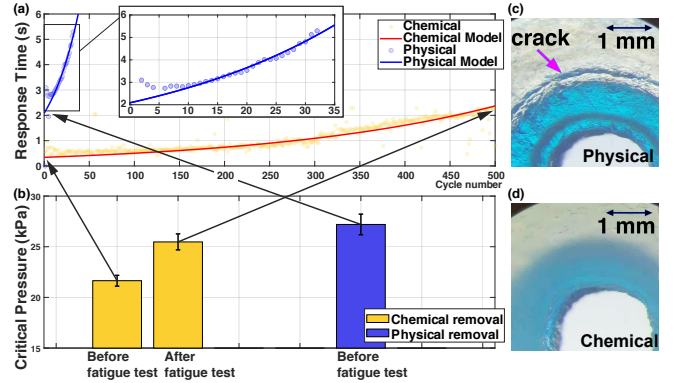 (a)
Response Time (s)
6
5
4
3
2
1
0
6
5
4
3
2
0 5 10 15 20 25 30 35
Chemical
Chemical Model
Physical
Physical Model
0 50 100 150 200 250 300 350 400 450 500
Cycle number
(b)
Critical Pressure (kPa)
30
25
20
15
Chemical removal
Physical removal
Before
fatigue test
After
fatigue test
Before
fatigue test
(c)
1 mm
crack
Physical
(d)
1 mm
Chemical